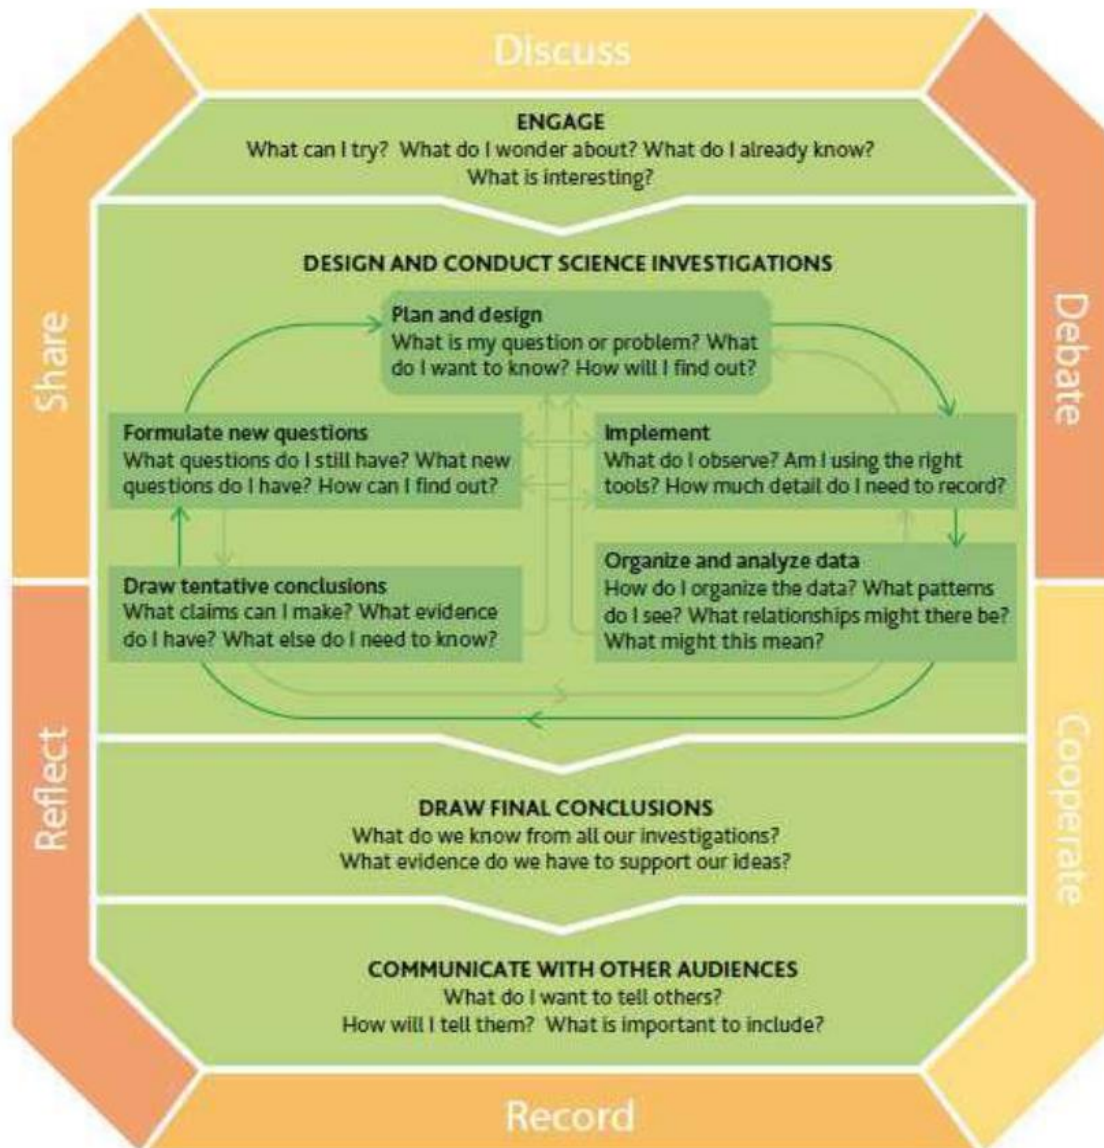 Discuss
ENGAGE
What can I try? What do I wonder about? What do I already know?
What is interesting?
Share
Debate
DESIGN AND CONDUCT SCIENCE INVESTIGATIONS
Plan and design
What is my question or problem? What
do I want to know? How will I find out?
Formulate new questions
What questions do I still have? What new
questions do I have? How can I find out?
Implement
What do I observe? Am I using the right
tools? How much detail do I need to record?
Draw tentative conclusions
What claims can I make? What evidence
do I have? What else do I need to know?
Organize and analyze data
How do I organize the data? What patterns
do I see? What relationships might there be?
What might this mean?
Reflect
Cooperate
DRAW FINAL CONCLUSIONS
What do we know from all our investigations?
What evidence do we have to support our ideas?
COMMUNICATE WITH OTHER AUDIENCES
What do I want to tell others?
How will I tell them? What is important to include?
Record